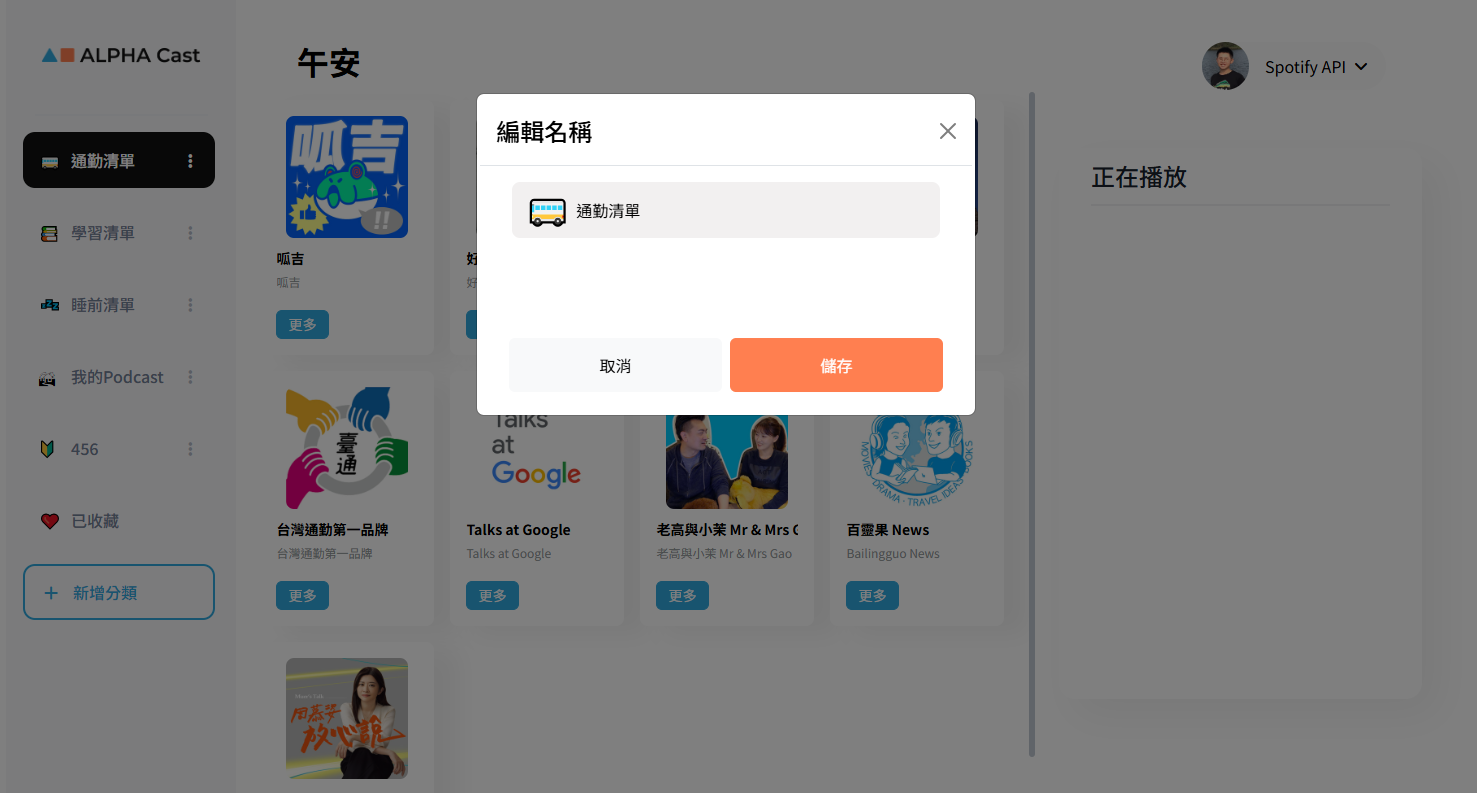 ALPHA Cast
通勤清單
學習清單
睡前清單
我的Podcast
456
已收藏
+ 新增分類
午安
Spotify API
編輯名稱
通勤清單
取消
儲存
呱吉
呱吉
呱吉
更多
好
好
台灣通勤第一品牌
台灣通勤第一品牌
更多
臺通
Talks
at
Google
Talks at Google
Talks at Google
更多
老高與小茉 Mr & Mrs G
老高與小茉 Mr & Mrs Gao
更多
MOVIES · DRAMA · TRAVEL IDEAS BOOKS
百靈果 News
Bailingguo News
更多
周慕姿
放心說
正在播放